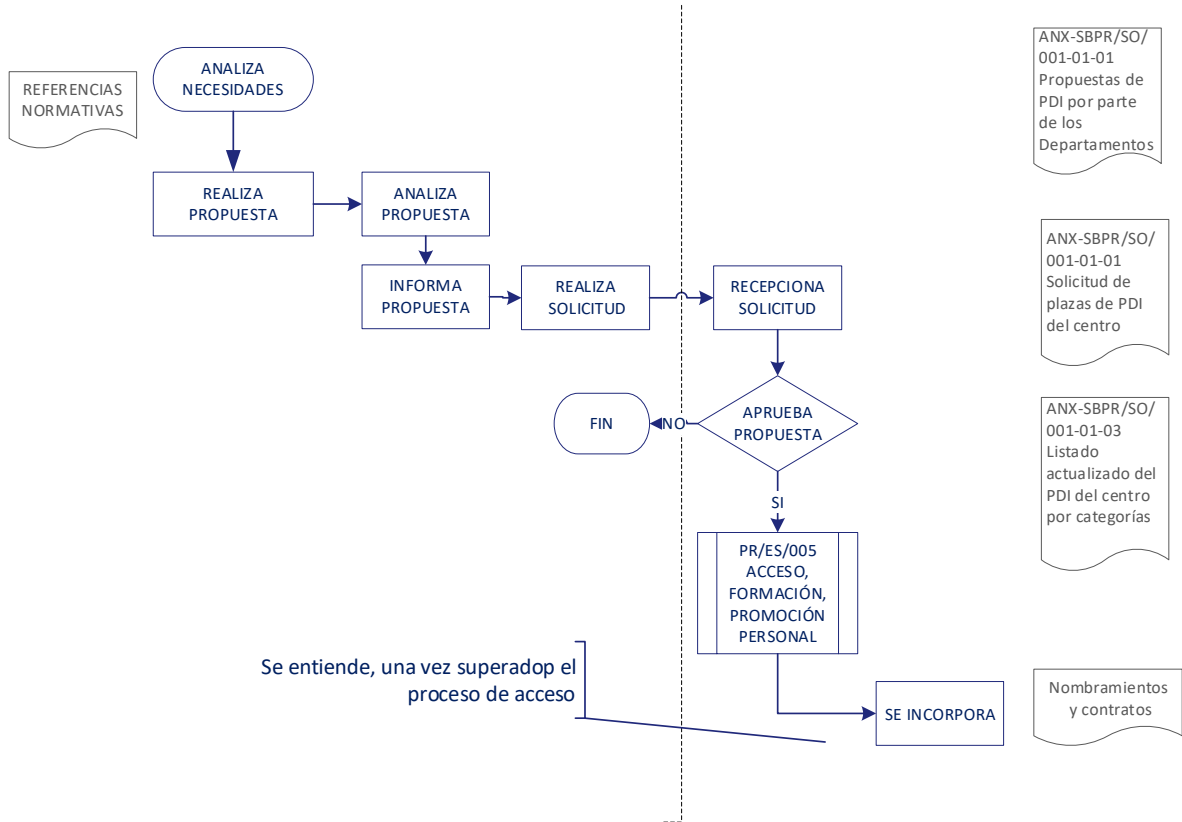 REFERENCIAS
NORMATIVAS
ANALIZA
NECESIDADES
REALIZA
PROPUESTA
ANALIZA
PROPUESTA
INFORMA
PROPUESTA
REALIZA
SOLICITUD
RECEPCIONA
SOLICITUD
APRUEBA
PROPUESTA
NO
FIN
SI
PR/ES/005
ACCESO,
FORMACIÓN,
PROMOCIÓN
PERSONAL
Se entiende, una vez superadop el
proceso de acceso
SE INCORPORA
ANX-SBPR/SO/
001-01-01
Propuestas de
PDI por parte
de los
Departamentos
ANX-SBPR/SO/
001-01-01
Solicitud de
plazas de PDI
del centro
ANX-SBPR/SO/
001-01-03
Listado
actualizado del
PDI del centro
por categorías
Nombramientos
y contratos